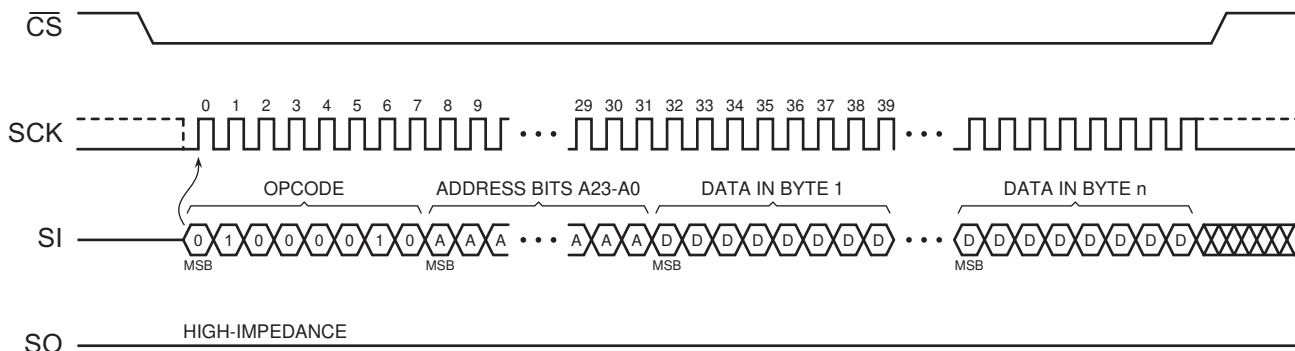 CS
0 1 2 3 4 5 6 7 8 9 29 30 31 32 33 34 35 36 37 38 39
SCK • • • • • •
OPCODE ADDRESS BITS A23-A0 DATA IN BYTE 1 DATA IN BYTE n
SI 0 1 0 0 0 0 1 0 A A A • • • A A A D D D D D D D D • • • D D D D D D D D
MSB MSB MSB MSB
HIGH-IMPEDANCE
SO